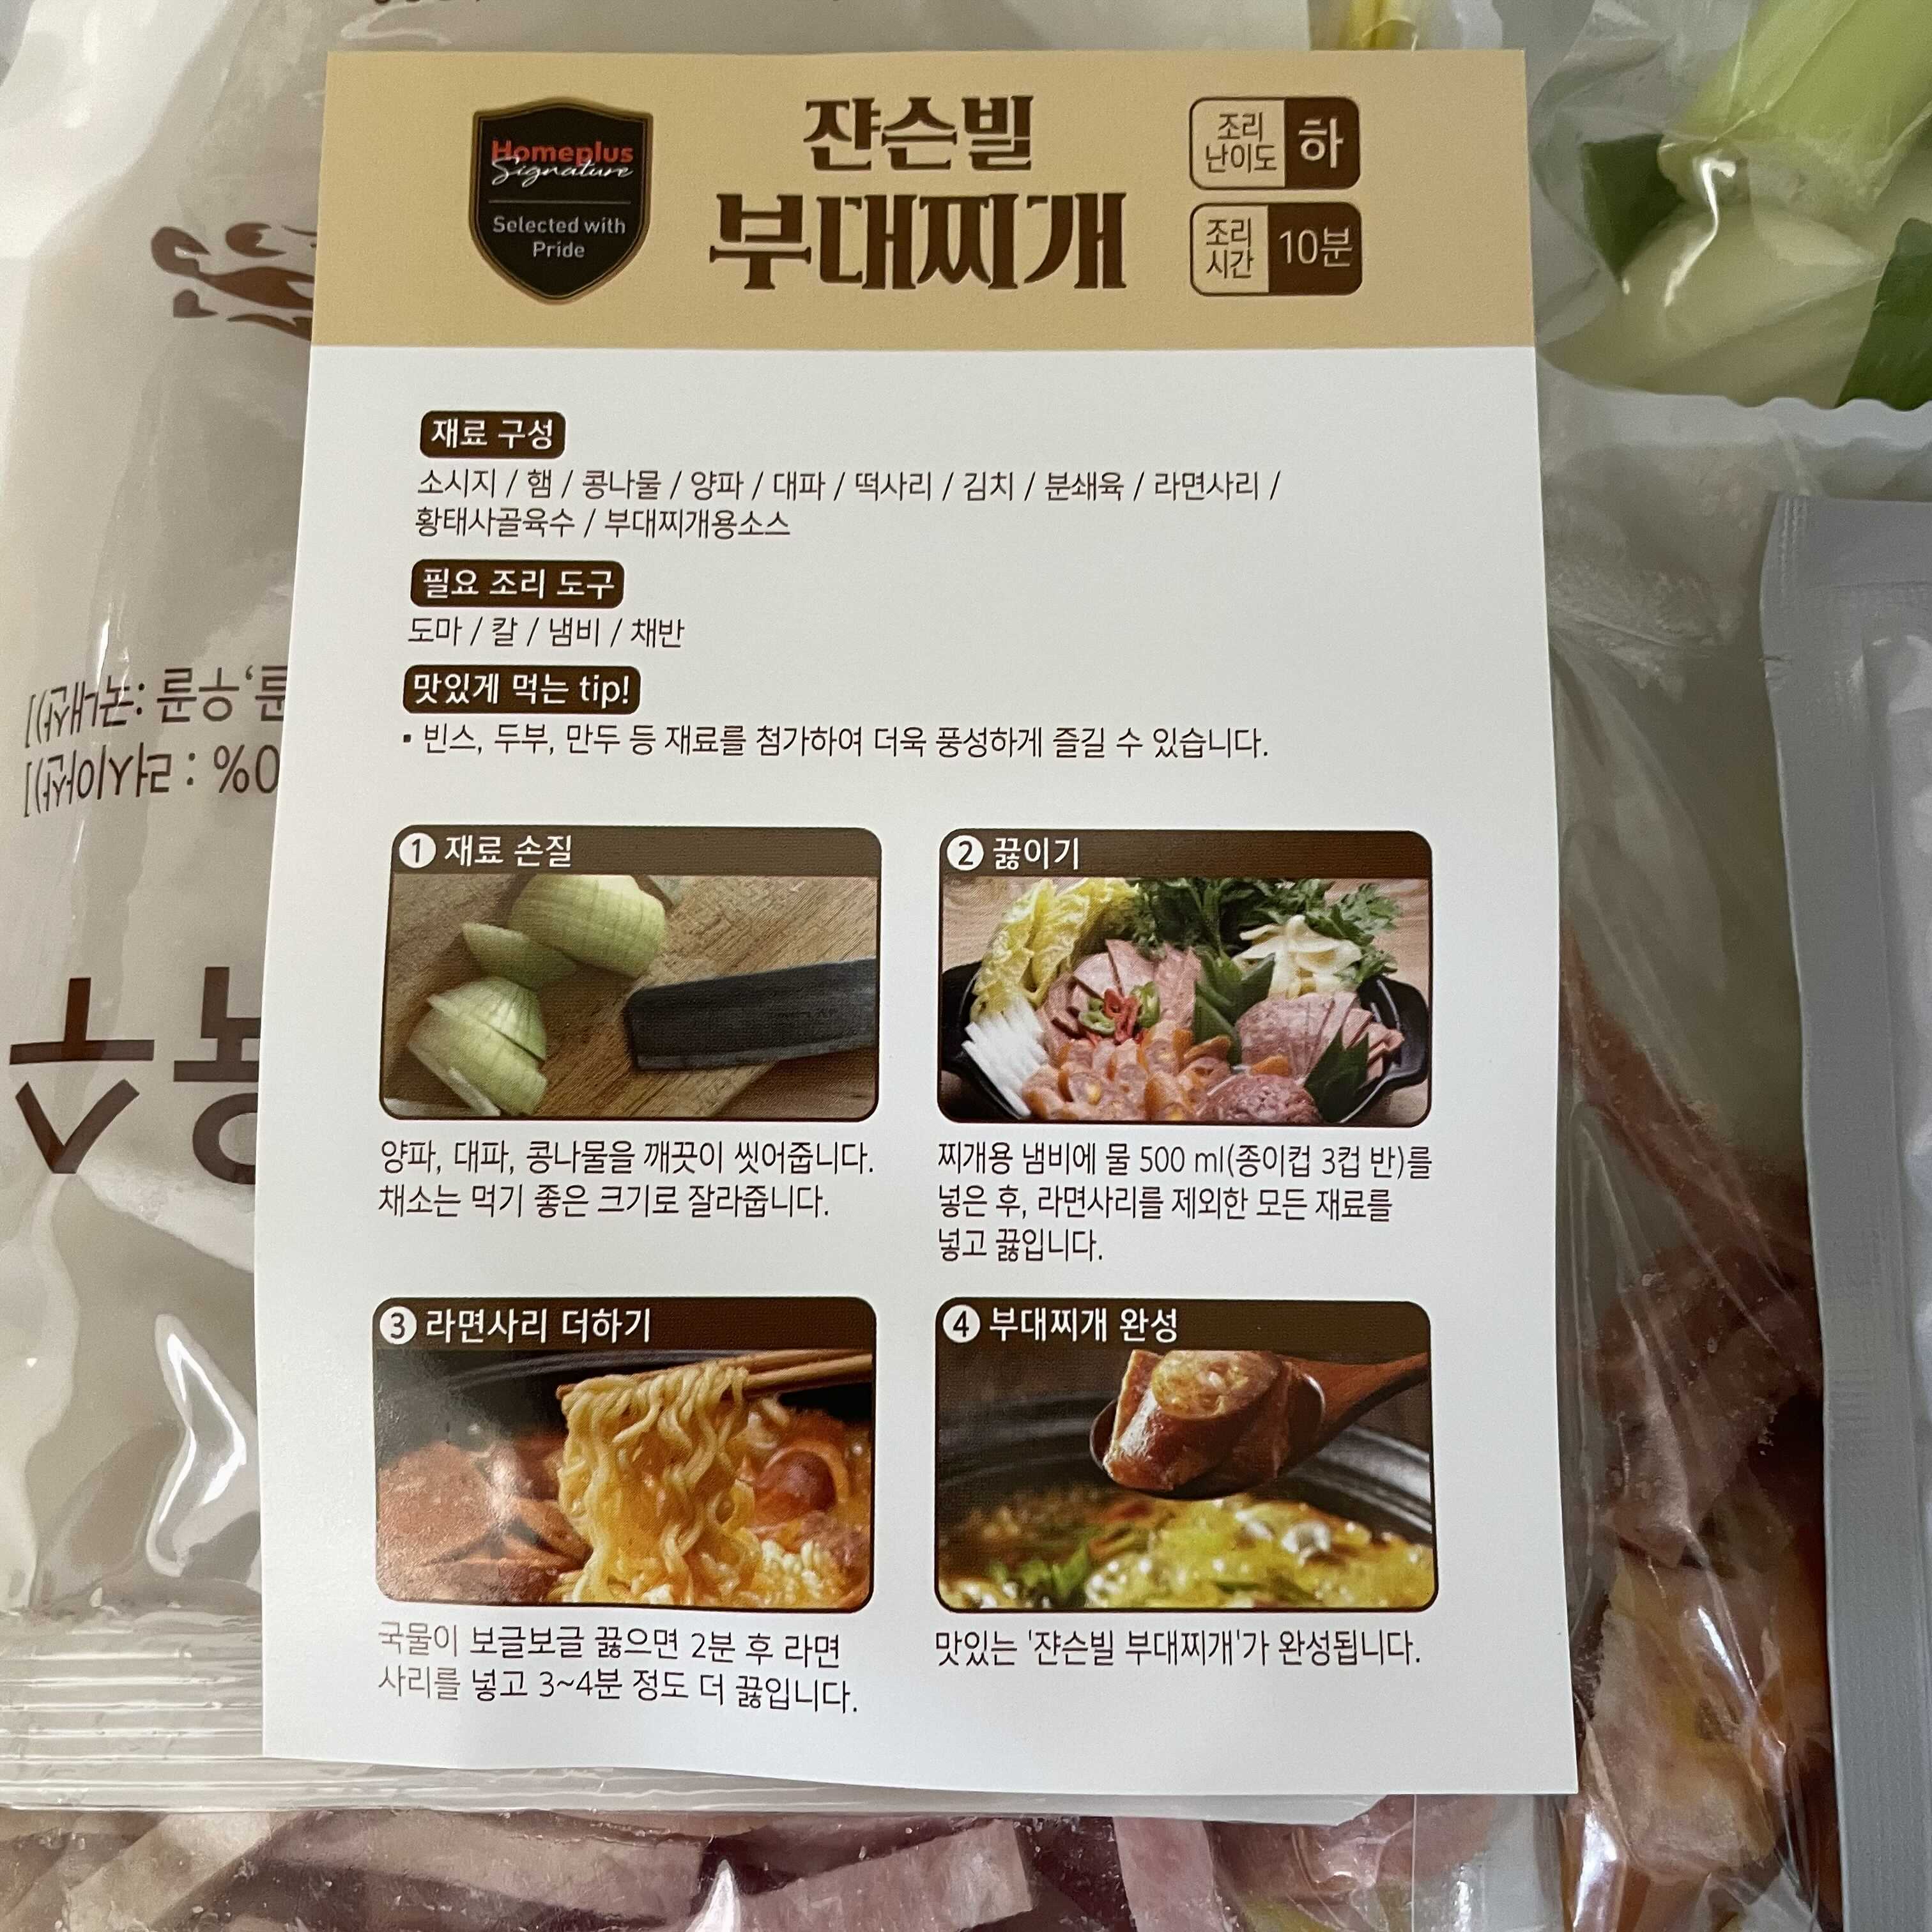 Homeplus
Signature
Selected with
Pride
쟌슨빌
부대찌개
조리
난이도
하
조리
시간
10분
재료 구성
소시지 / 햄 / 콩나물 / 양파 / 대파 / 떡사리 / 김치 / 분쇄육 / 라면사리 /
황태사골육수 / 부대찌개용소스
필요 조리 도구
도마 / 칼 / 냄비 / 채반
맛있게 먹는 tip!
▪ 빈스, 두부, 만두 등 재료를 첨가하여 더욱 풍성하게 즐길 수 있습니다.
1 재료 손질
양파, 대파, 콩나물을 깨끗이 씻어줍니다.
채소는 먹기 좋은 크기로 잘라줍니다.
2 끓이기
찌개용 냄비에 물 500 ml(종이컵 3컵 반)를
넣은 후, 라면사리를 제외한 모든 재료를
넣고 끓입니다.
3 라면사리 더하기
국물이 보글보글 끓으면 2분 후 라면
사리를 넣고 3~4분 정도 더 끓입니다.
4 부대찌개 완성
맛있는 '쟌슨빌 부대찌개'가 완성됩니다.
0% : 러시아산)]
: 국내산)]